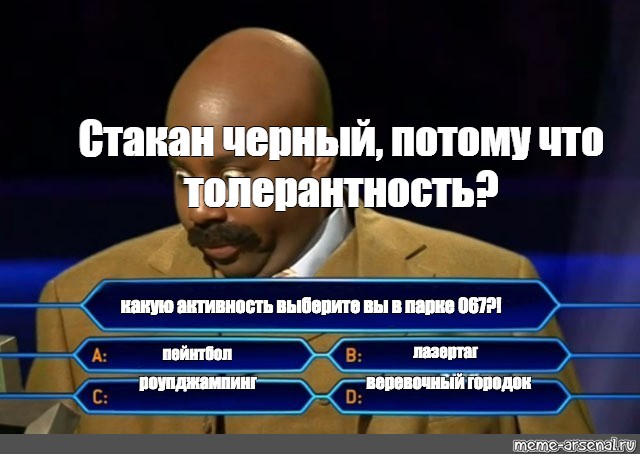 Стакан черный, потому что
толерантность?
какую активность выберите вы в парке 067?!
A: пейнтбол
B: лазертаг
C: роупджампинг
D: веревочный городок
meme-arsenal.ru